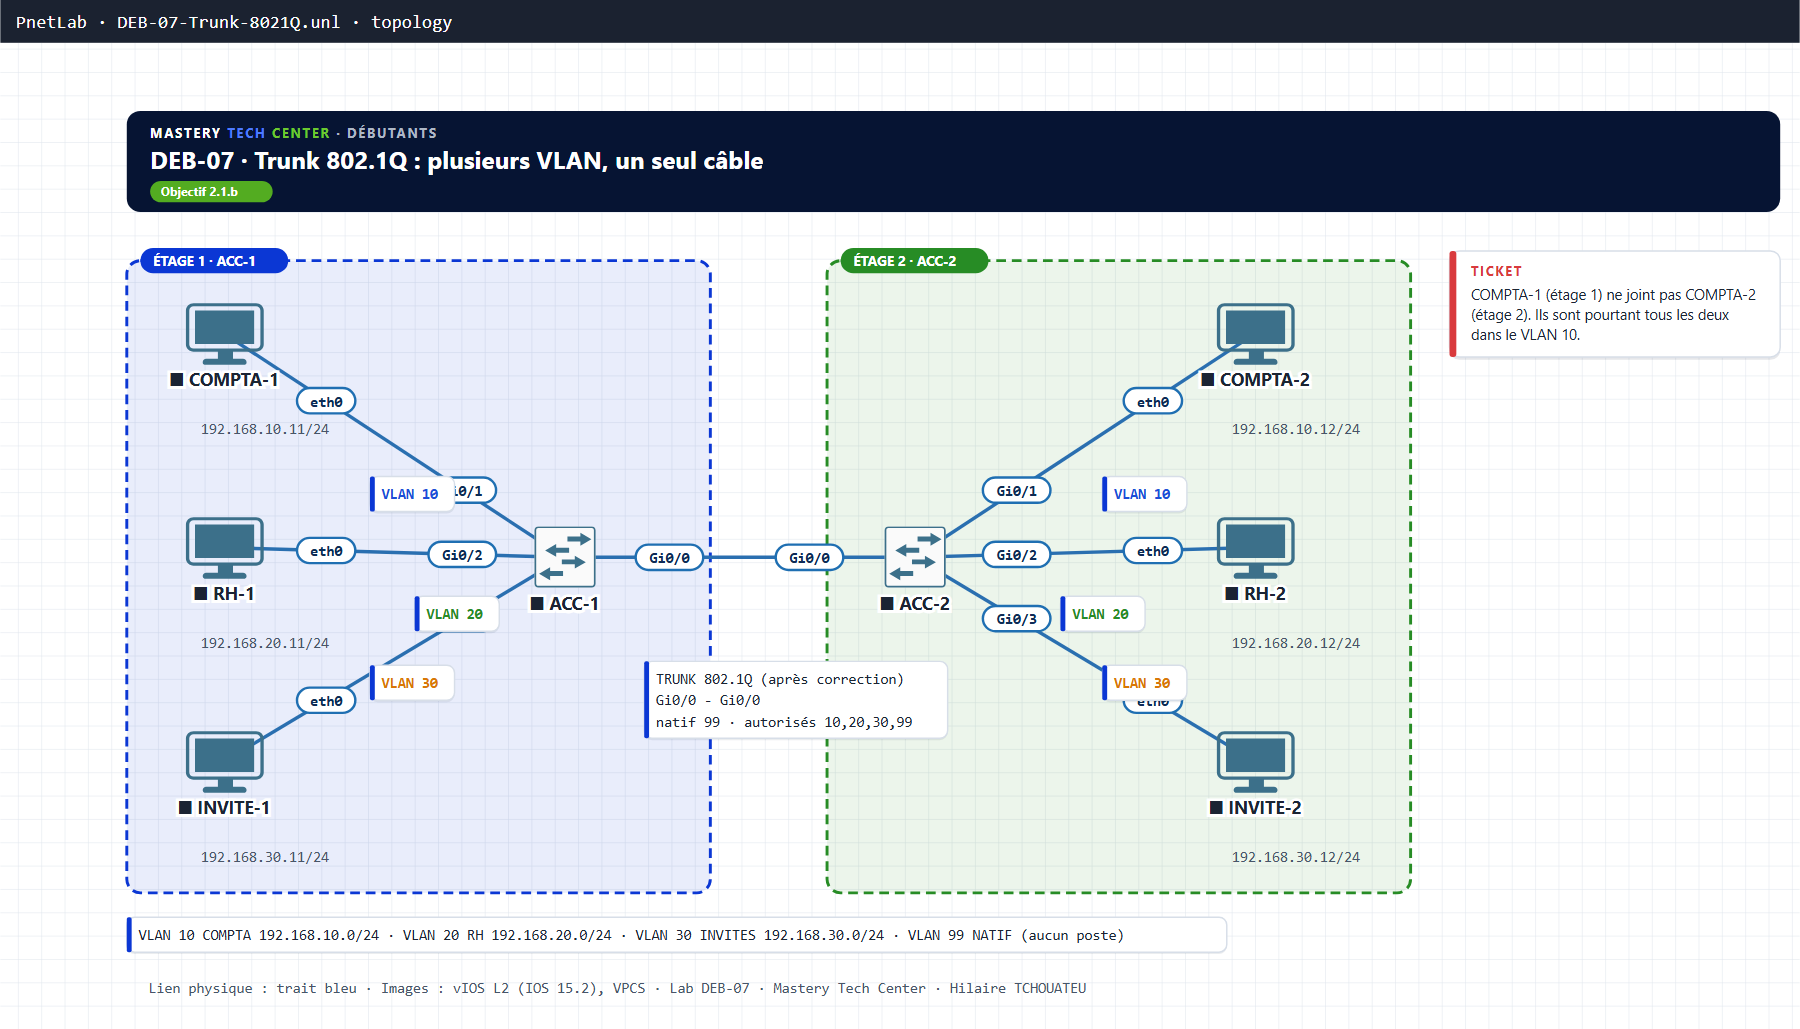 PnetLab · DEB-07-Trunk-8021Q.unl · topology
MASTERY TECH CENTER · DÉBUTANTS
DEB-07 · Trunk 802.1Q : plusieurs VLAN, un seul câble
Objectif 2.1.b
ÉTAGE 1 · ACC-1
ÉTAGE 2 · ACC-2
TICKET
COMPTA-1 (étage 1) ne joint pas COMPTA-2
(étage 2). Ils sont pourtant tous les deux
dans le VLAN 10.
COMPTA-1
COMPTA-2
eth0
eth0
192.168.10.11/24
192.168.10.12/24
VLAN 10
i0/1
Gi0/1
VLAN 10
eth0
Gi0/2
Gi0/0
Gi0/0
Gi0/2
eth0
RH-1
ACC-1
ACC-2
RH-2
VLAN 20
Gi0/3
VLAN 20
192.168.20.11/24
192.168.20.12/24
VLAN 30
VLAN 30
eth0
eth0
TRUNK 802.1Q (après correction)
Gi0/0 - Gi0/0
natif 99 · autorisés 10,20,30,99
INVITE-1
INVITE-2
192.168.30.11/24
192.168.30.12/24
VLAN 10 COMPTA 192.168.10.0/24 · VLAN 20 RH 192.168.20.0/24 · VLAN 30 INVITES 192.168.30.0/24 · VLAN 99 NATIF (aucun poste)
Lien physique : trait bleu · Images : vIOS L2 (IOS 15.2), VPCS · Lab DEB-07 · Mastery Tech Center · Hilaire TCHOUATEU